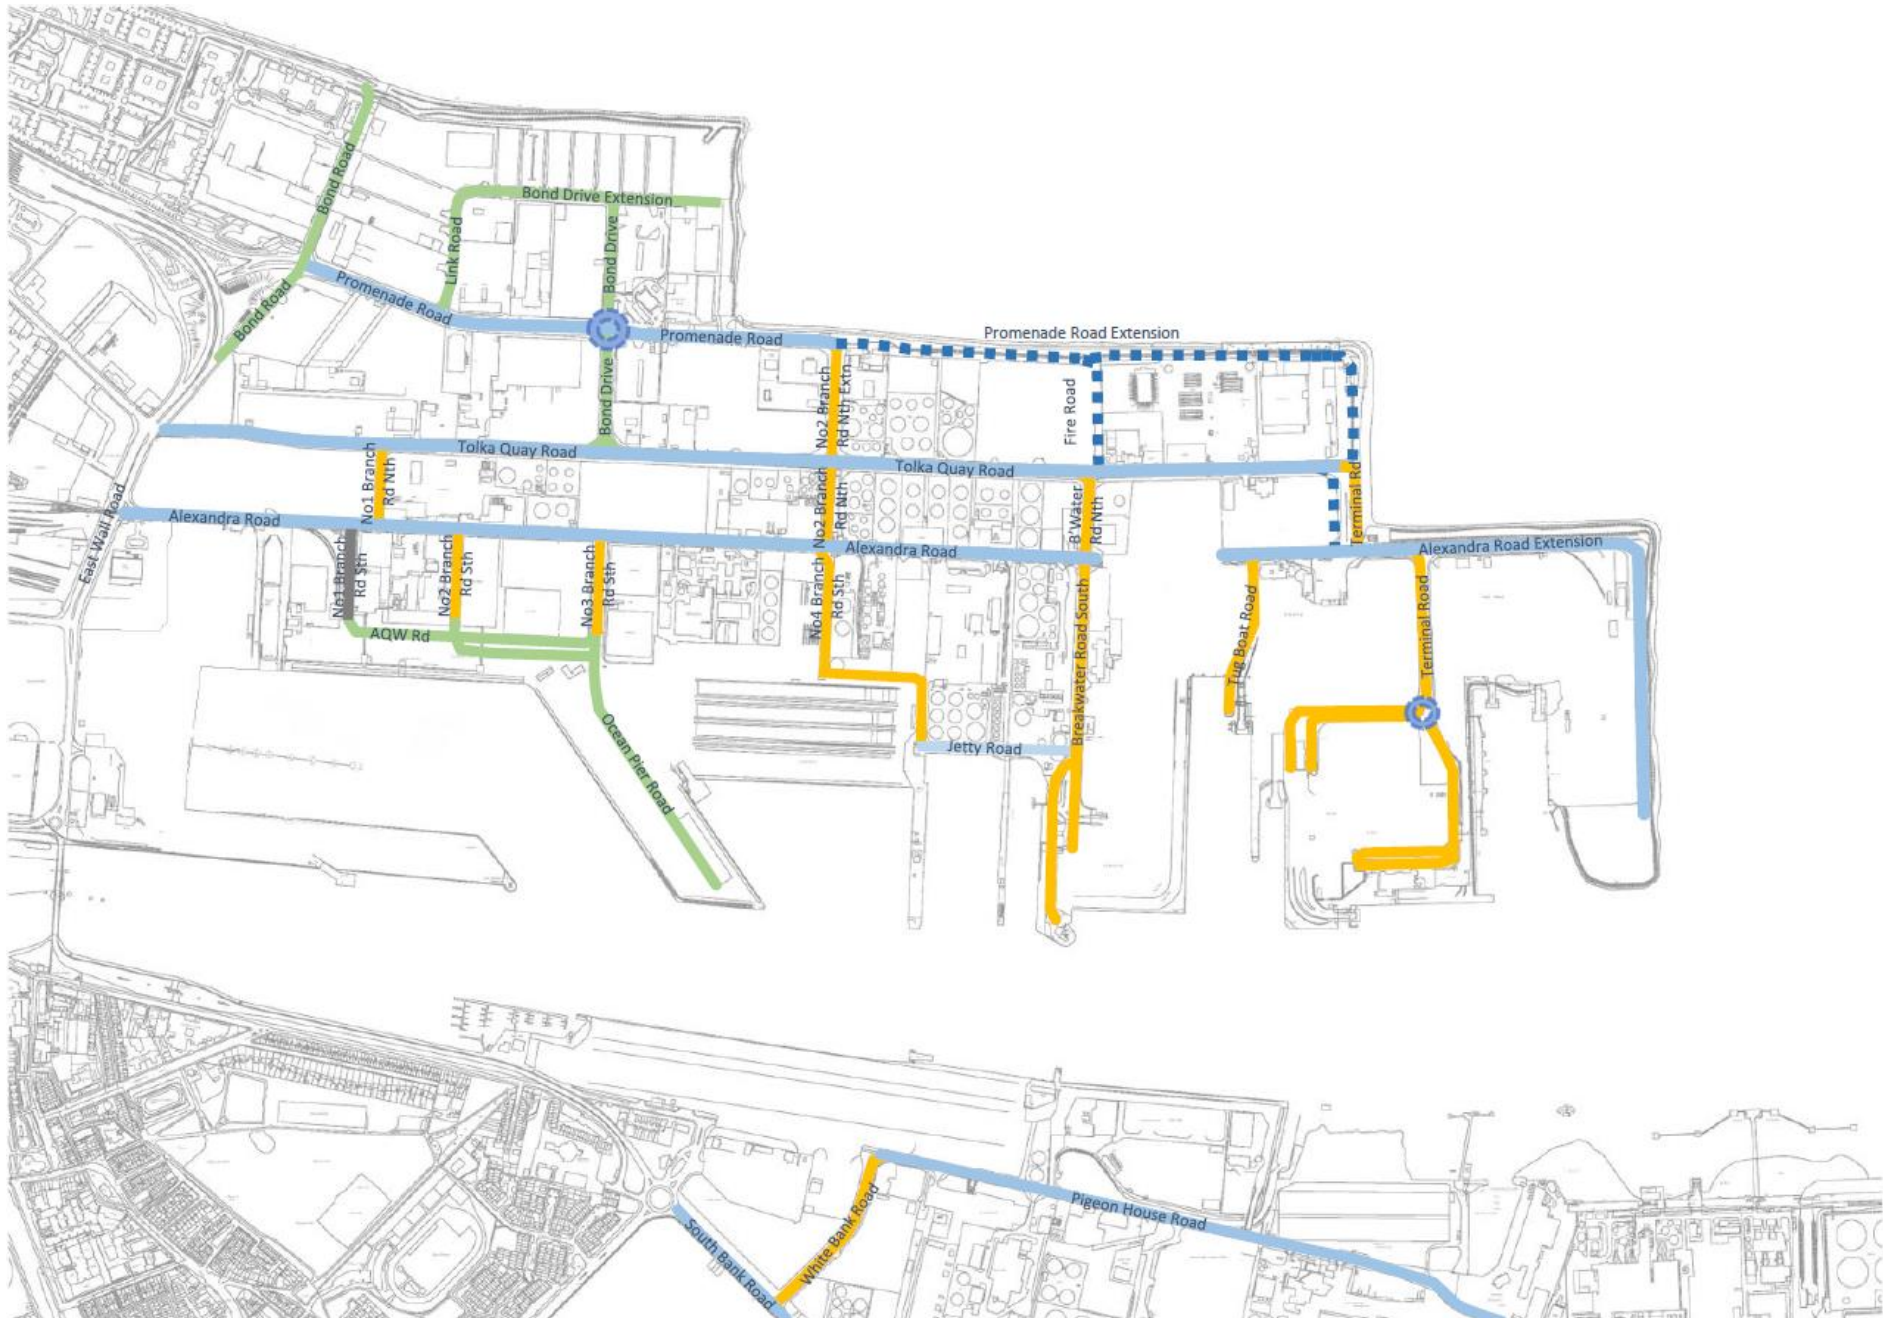 Bond Road
Bond Drive Extension
Link Road
Bond Drive
Bond Road
Promenade Road
Promenade Road
Promenade Road Extension
Bond Drive
No2 Branch
Rd Nth Extn
Fire Road
Tolka Quay Road
Tolka Quay Road
No1 Branch
Rd Nth
No2 Branch
Rd Nth
B'Water
Rd Nth
Terminal Rd
East Wall Road
Alexandra Road
Alexandra Road
Alexandra Road Extension
No1 Branch
Rd Sth
No2 Branch
Rd Sth
No3 Branch
Rd Sth
No4 Branch
Rd Sth
AQW Rd
Breakwater Road South
Tug Boat Road
Terminal Road
Ocean Pier Road
Jetty Road
Pigeon House Road
White Bank Road
South Bank Road